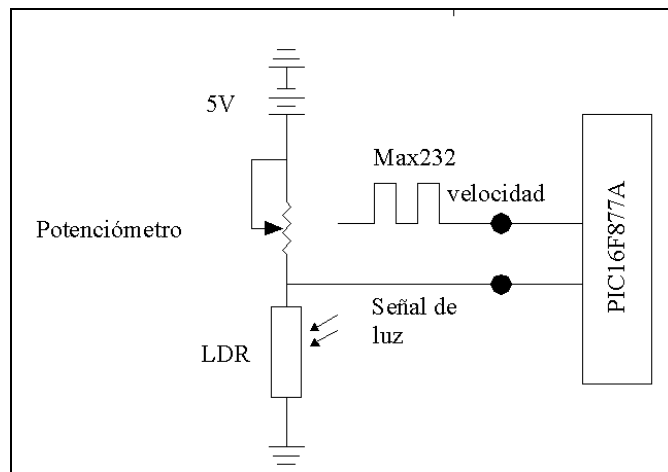 5V
Max232
velocidad
Potenciómetro
PIC16F877A
Señal de
luz
LDR